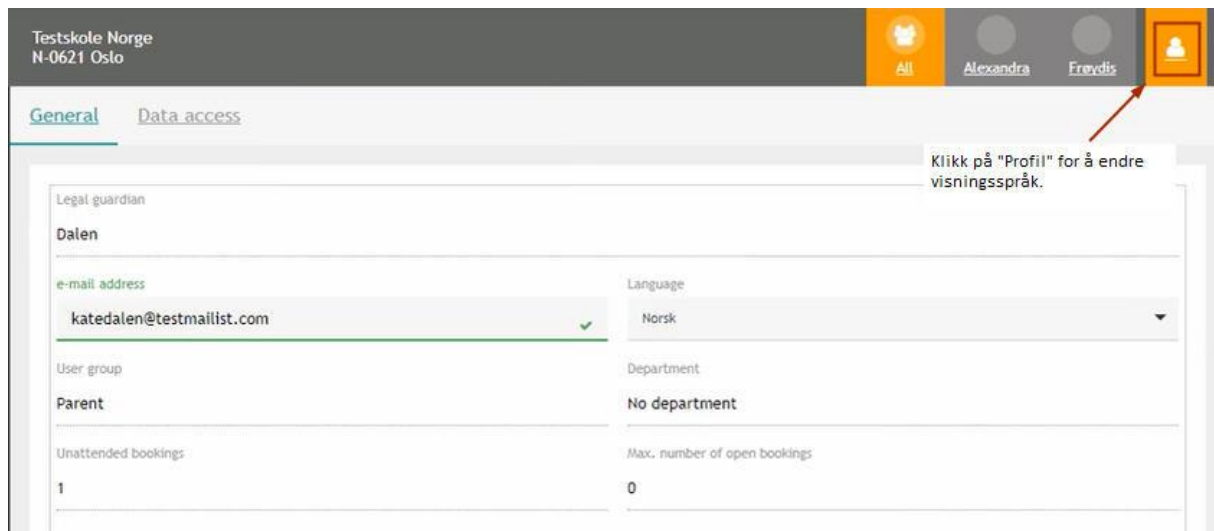 Testskole Norge
N-0621 Oslo
All
Alexandra
Frøydis
General
Data access
Klikk på "Profil" for å endre
visningsspråk.
Legal guardian
Dalen
e-mail address
Language
katedalen@testmailist.com
Norsk
User group
Department
Parent
No department
Unattended bookings
Max. number of open bookings
1
0